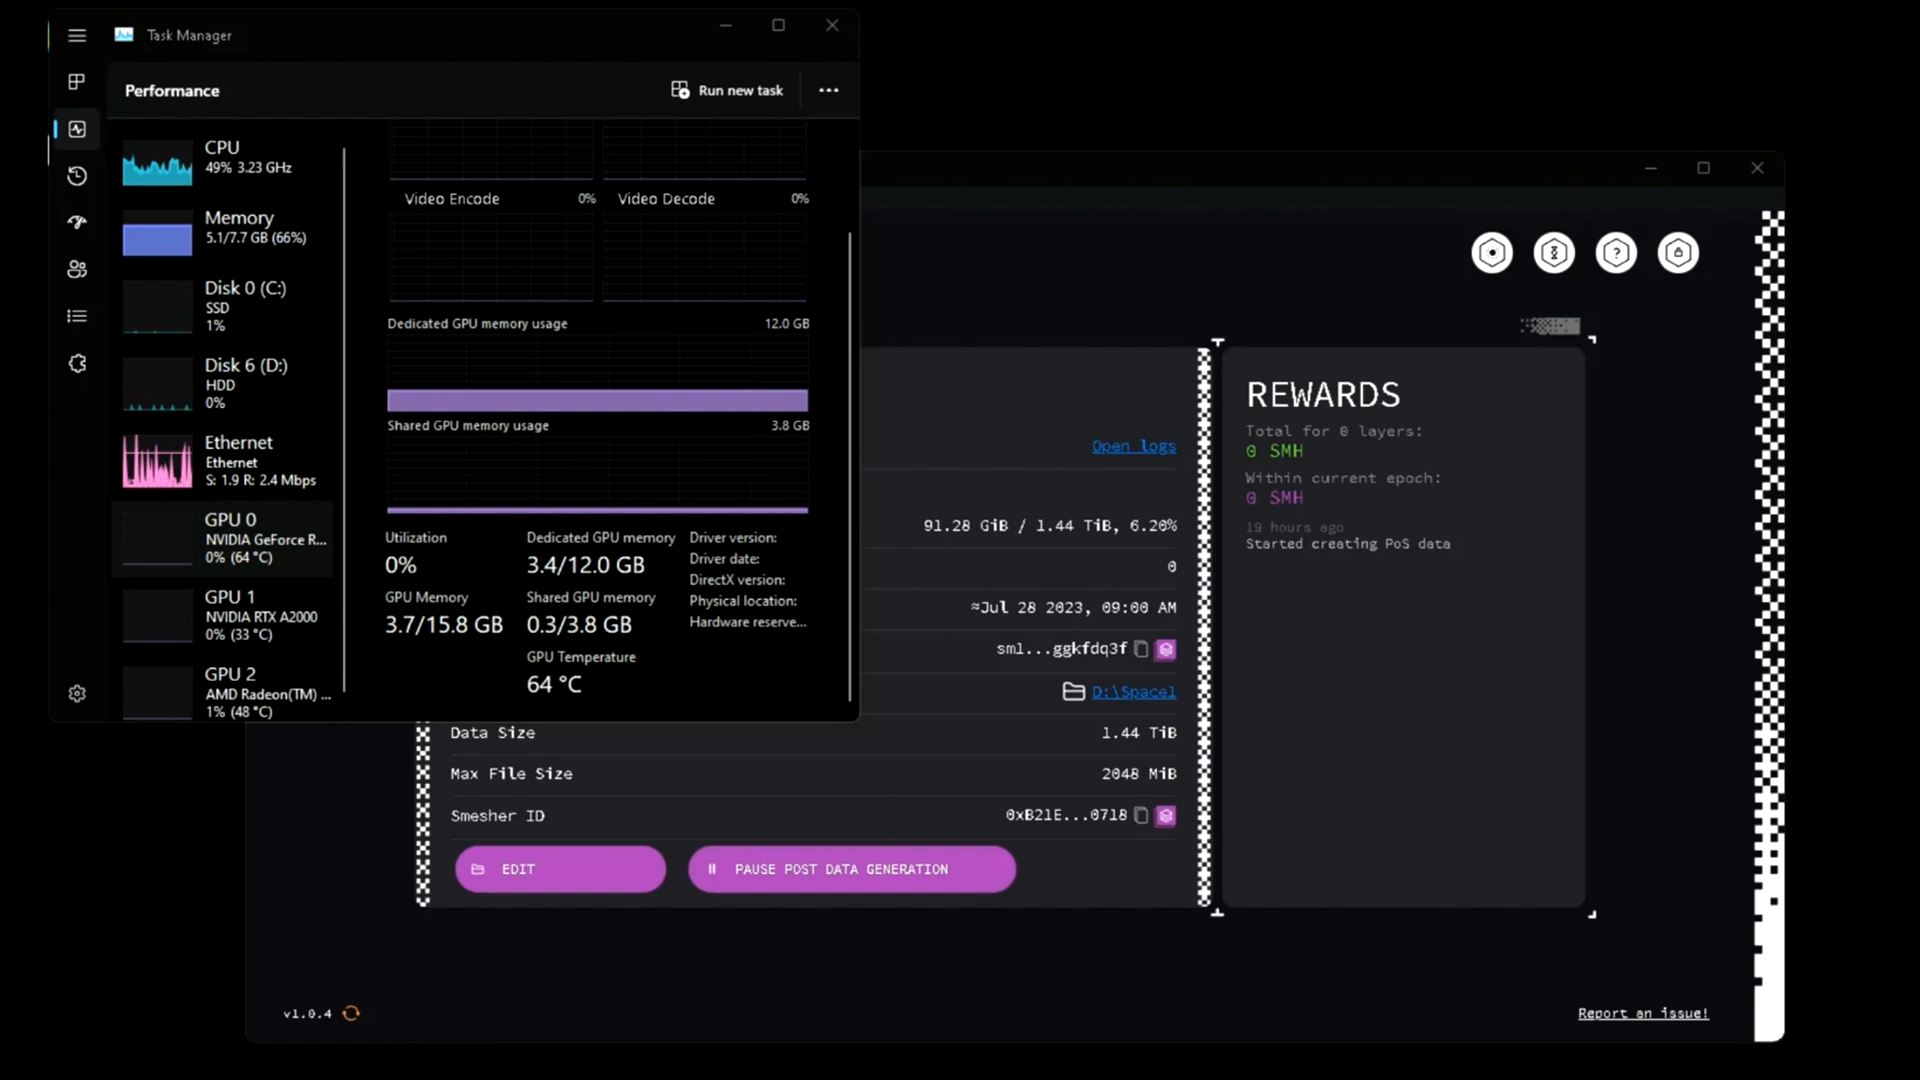 Task Manager
Performance
Run new task
CPU
49% 3.23 GHz
Memory
5.1/7.7 GB (66%)
Disk 0 (C:)
SSD
1%
Disk 6 (D:)
HDD
0%
Ethernet
Ethernet
S: 1.9 R: 2.4 Mbps
GPU 0
NVIDIA GeForce R...
0% (64 °C)
GPU 1
NVIDIA RTX A2000
0% (33 °C)
GPU 2
AMD Radeon(TM) ...
1% (48 °C)
Video Encode 0%
Video Decode 0%
Dedicated GPU memory usage 12.0 GB
Shared GPU memory usage 3.8 GB
Utilization
0%
GPU Memory
3.7/15.8 GB
Dedicated GPU memory
3.4/12.0 GB
Shared GPU memory
0.3/3.8 GB
GPU Temperature
64 °C
Driver version:
Driver date:
DirectX version:
Physical location:
Hardware reserve...
Open logs
91.28 GiB / 1.44 TiB, 6.20%
0
≈Jul 28 2023, 09:00 AM
sm1...ggkfdq3f
D:\Space1
Data Size 1.44 TiB
Max File Size 2048 MiB
Smesher ID 0xB21E...0718
EDIT
PAUSE POST DATA GENERATION
REWARDS
Total for 0 layers:
0 SMH
Within current epoch:
0 SMH
19 hours ago
Started creating PoS data
v1.0.4
Report an issue!